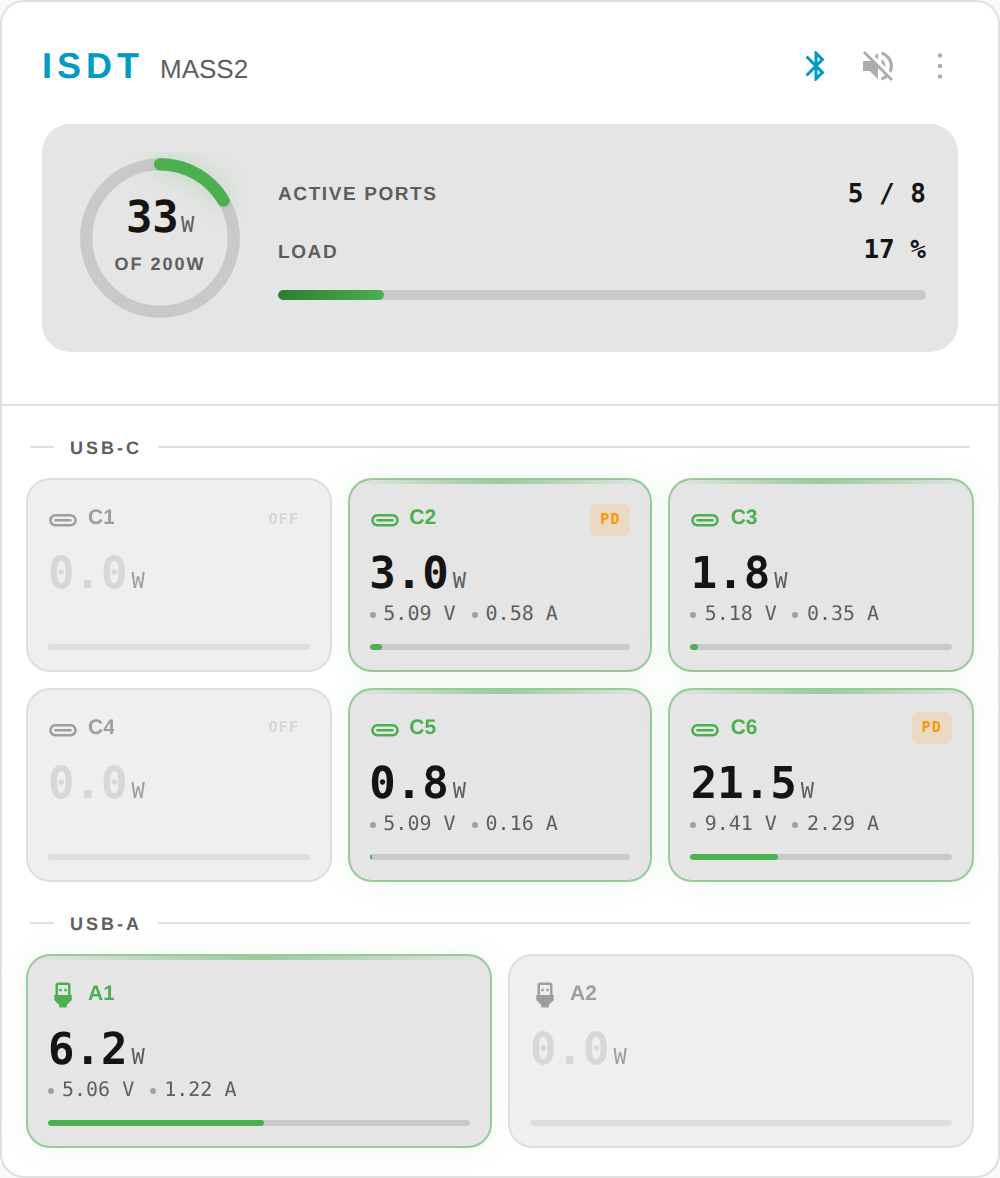 ISDT MASS2
33W
OF 200W
ACTIVE PORTS 5 / 8
LOAD 17 %
USB-C
C1 OFF
0.0W
C2 PD
3.0W
5.09 V 0.58 A
C3
1.8W
5.18 V 0.35 A
C4 OFF
0.0W
C5
0.8W
5.09 V 0.16 A
C6 PD
21.5W
9.41 V 2.29 A
USB-A
A1
6.2W
5.06 V 1.22 A
A2
0.0W